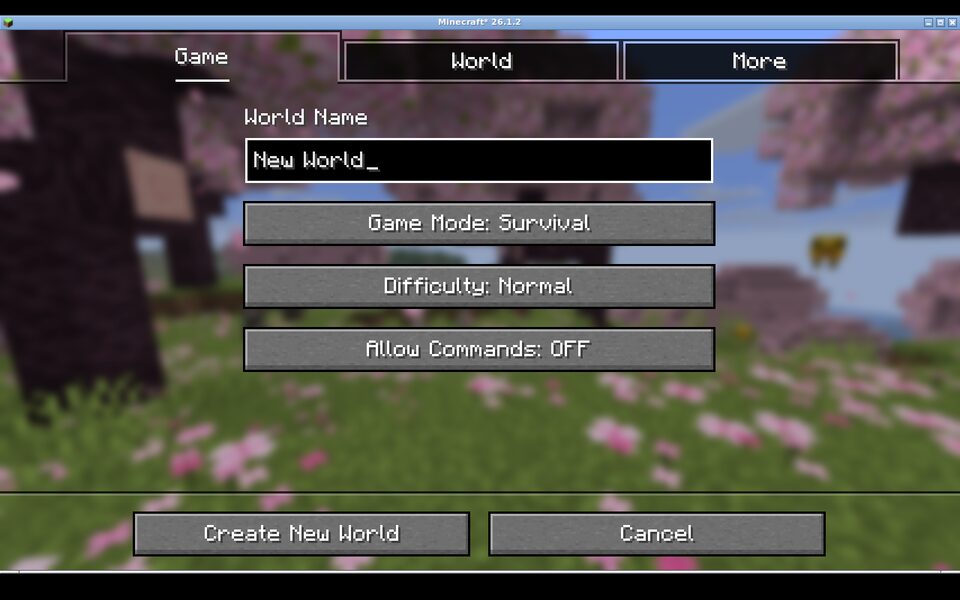 Minecraft* 26.1.2
Game
World
More
World Name
New World_
Game Mode: Survival
Difficulty: Normal
Allow Commands: OFF
Create New World
Cancel